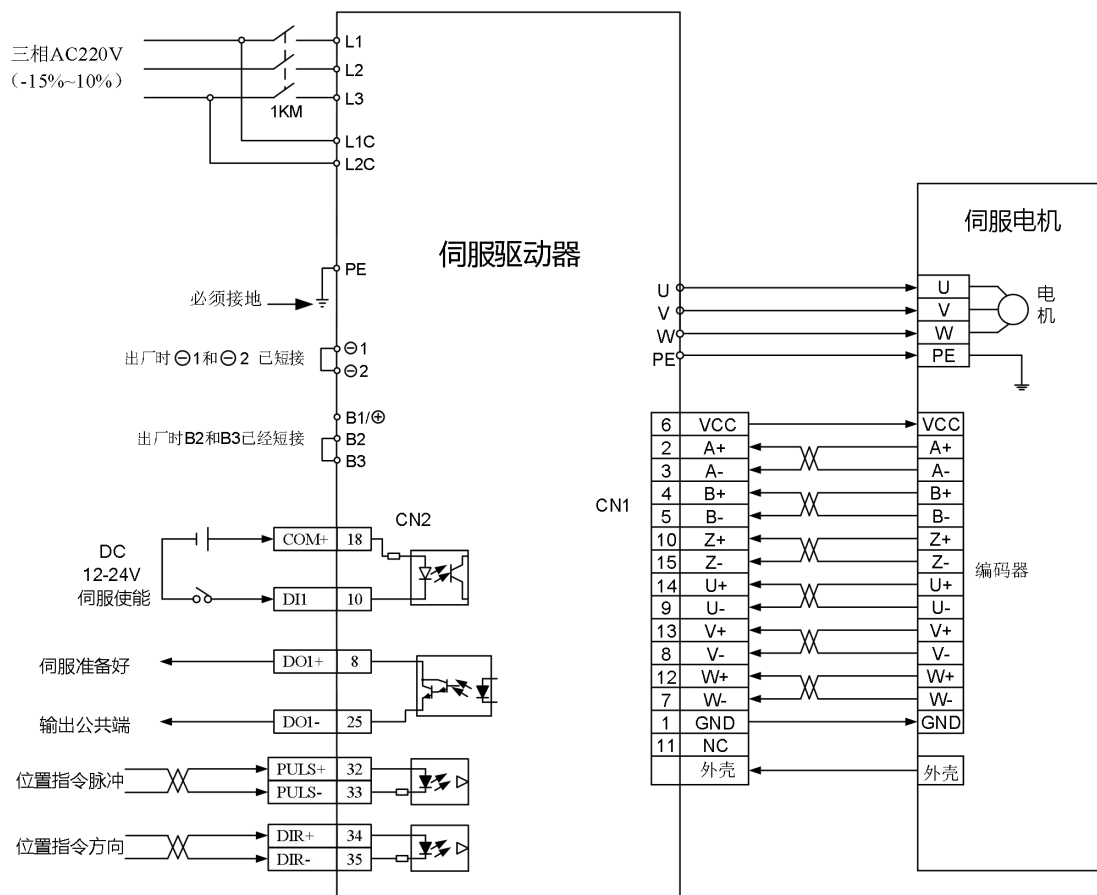 三相AC220V
（-15%~10%）
1KM
L1
L2
L3
L1C
L2C
伺服驱动器
PE
必须接地
出厂时⊖1和⊖2 已短接
⊖1
⊖2
B1/⊕
出厂时B2和B3已经短接
B2
B3
CN2
DC
12-24V
伺服使能
COM+ 18
DI1 10
伺服准备好
DO1+ 8
输出公共端
DO1- 25
位置指令脉冲
PULS+ 32
PULS- 33
位置指令方向
DIR+ 34
DIR- 35
U
V
W
PE
伺服电机
U
V
W
PE
电
机
CN1
6 VCC
2 A+
3 A-
4 B+
5 B-
10 Z+
15 Z-
14 U+
9 U-
13 V+
8 V-
12 W+
7 W-
1 GND
11 NC
外壳
VCC
A+
A-
B+
B-
Z+
Z-
U+
U-
V+
V-
W+
W-
GND
外壳
编码器